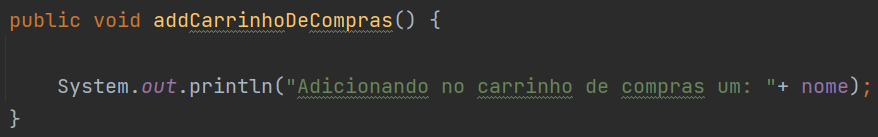 public void addCarrinhoDeCompras() {
System.out.println("Adicionando no carrinho de compras um: "+ nome);
}